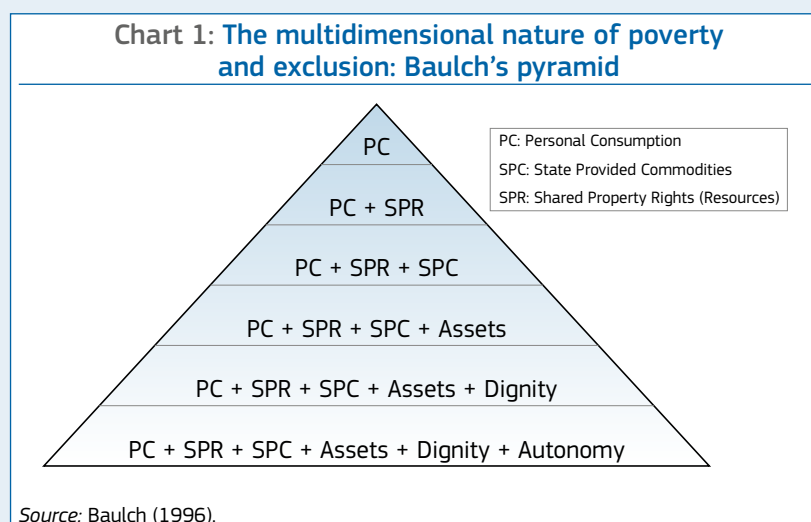 Chart 1: The multidimensional nature of poverty
and exclusion: Baulch's pyramid
PC
PC: Personal Consumption
SPC: State Provided Commodities
SPR: Shared Property Rights (Resources)
PC + SPR
PC + SPR + SPC
PC + SPR + SPC + Assets
PC + SPR + SPC + Assets + Dignity
PC + SPR + SPC + Assets + Dignity + Autonomy
Source: Baulch (1996).